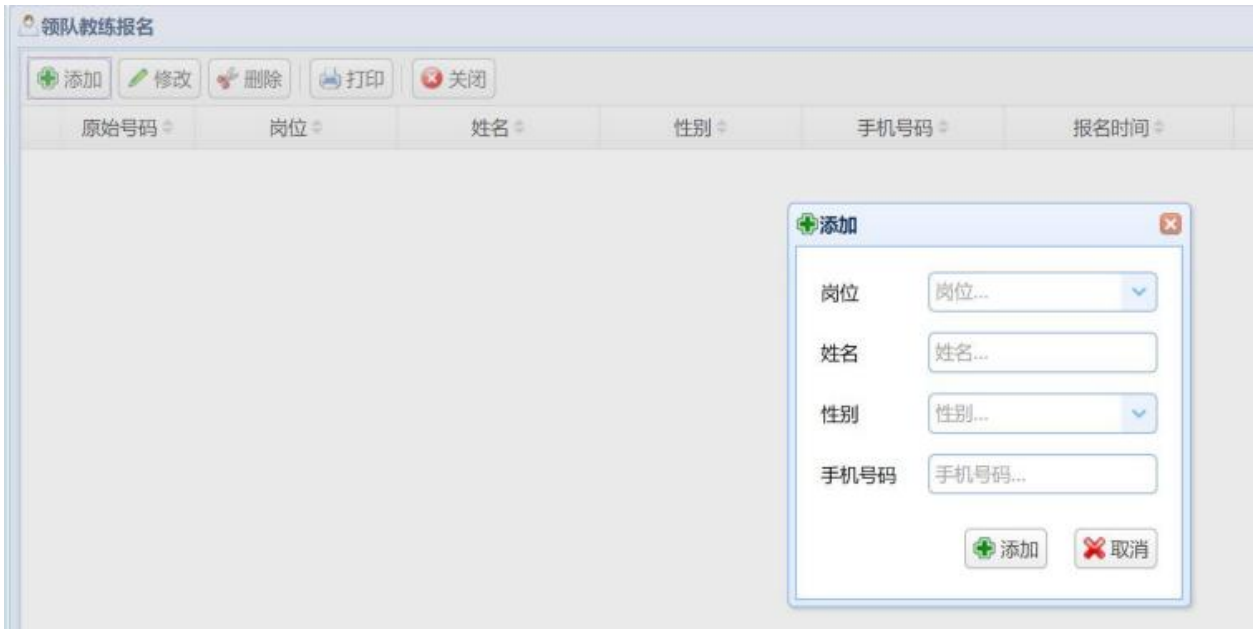 领队教练报名
添加 修改 删除 打印 关闭
原始号码 岗位 姓名 性别 手机号码 报名时间
添加
岗位 岗位...
姓名 姓名...
性别 性别...
手机号码 手机号码...
添加 取消